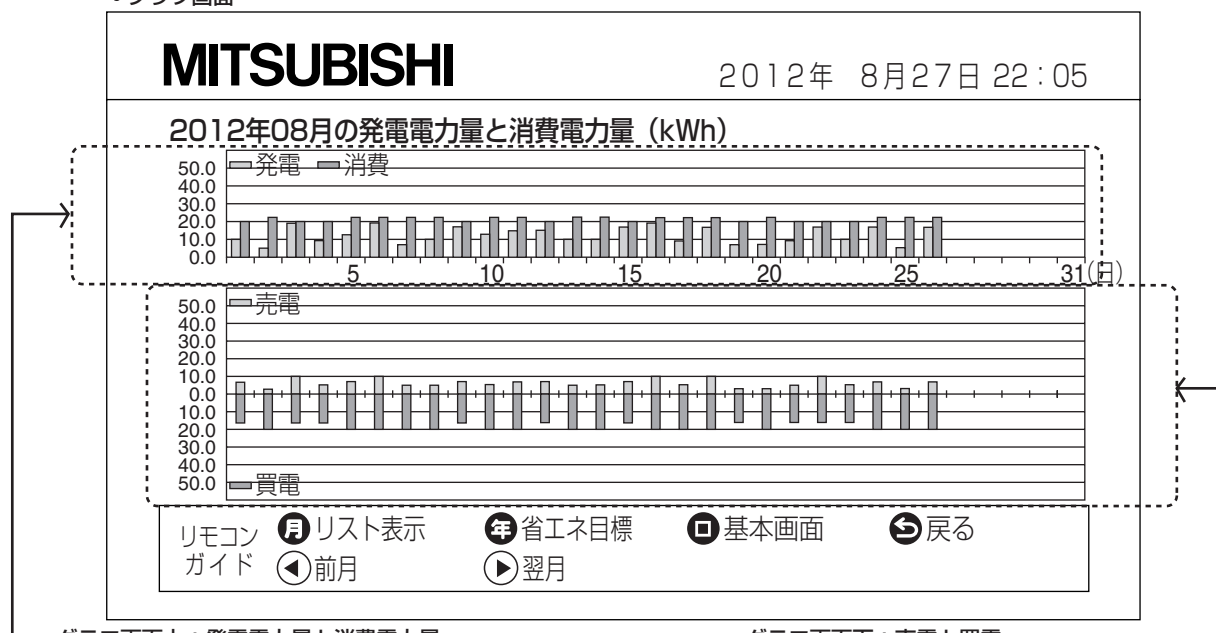 MITSUBISHI
2012年 8月27日 22:05
2012年08月の発電電力量と消費電力量（kWh）
50.0 発電 消費
40.0
30.0
20.0
10.0
0.0
5 10 15 20 25 31(日)
50.0 売電
40.0
30.0
20.0
10.0
0.0
10.0
20.0
30.0
40.0
50.0 買電
リモコン
ガイド
月 リスト表示 年 省エネ目標 基本画面 戻る
前月 翌月